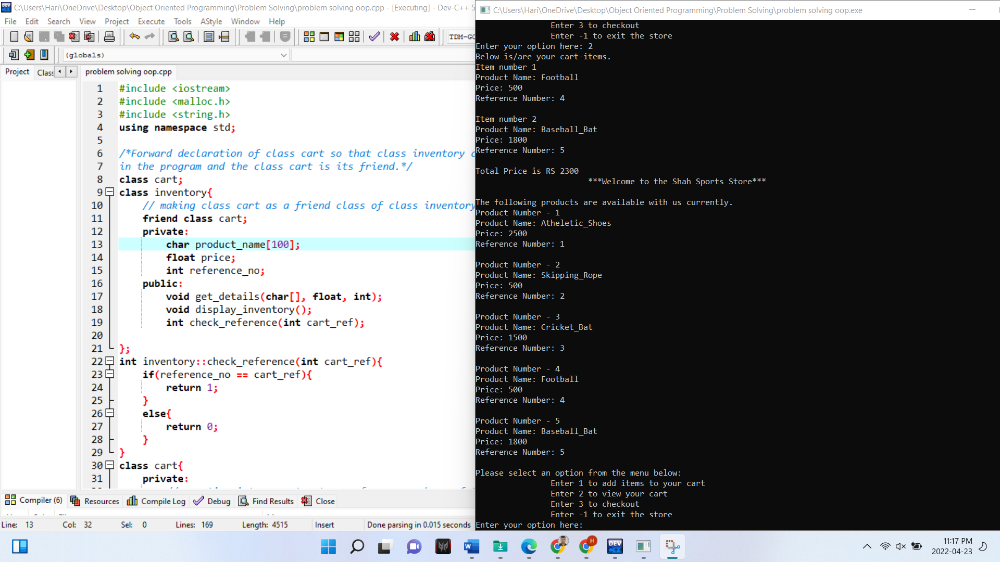 C:\Users\Hari\OneDrive\Desktop\Object Oriented Programming\Problem Solving\problem solving oop.cpp - [Executing] - Dev-C++ 5
File Edit Search View Project Execute Tools AStyle Window Help
TDM-GC
(globals)
Project Clas problem solving oop.cpp
1 #include <iostream>
2 #include <malloc.h>
3 #include <string.h>
4 using namespace std;
5
6 /*Forward declaration of class cart so that class inventory c
7 in the program and the class cart is its friend.*/
8 class cart;
9 class inventory{
10 // making class cart as a friend class of class inventory
11 friend class cart;
12 private:
13 char product_name[100];
14 float price;
15 int reference_no;
16 public:
17 void get_details(char[], float, int);
18 void display_inventory();
19 int check_reference(int cart_ref);
20
21 };
22 int inventory::check_reference(int cart_ref){
23 if(reference_no == cart_ref){
24 return 1;
25 }
26 else{
27 return 0;
28 }
29 }
30 class cart{
31 private:
Compiler (6) Resources Compile Log Debug Find Results Close
Line: 13 Col: 32 Sel: 0 Lines: 169 Length: 4515 Insert Done parsing in 0.015 seconds
C:\Users\Hari\OneDrive\Desktop\Object Oriented Programming\Problem Solving\problem solving oop.exe
Enter 3 to checkout
Enter -1 to exit the store
Enter your option here: 2
Below is/are your cart-items.
Item number 1
Product Name: Football
Price: 500
Reference Number: 4
Item number 2
Product Name: Baseball_Bat
Price: 1800
Reference Number: 5
Total Price is RS 2300
***Welcome to the Shah Sports Store***
The following products are available with us currently.
Product Number - 1
Product Name: Atheletic_Shoes
Price: 2500
Reference Number: 1
Product Number - 2
Product Name: Skipping_Rope
Price: 500
Reference Number: 2
Product Number - 3
Product Name: Cricket_Bat
Price: 1500
Reference Number: 3
Product Number - 4
Product Name: Football
Price: 500
Reference Number: 4
Product Number - 5
Product Name: Baseball_Bat
Price: 1800
Reference Number: 5
Please select an option from the menu below:
Enter 1 to add items to your cart
Enter 2 to view your cart
Enter 3 to checkout
Enter -1 to exit the store
Enter your option here:
DEV C++
11:17 PM
2022-04-23